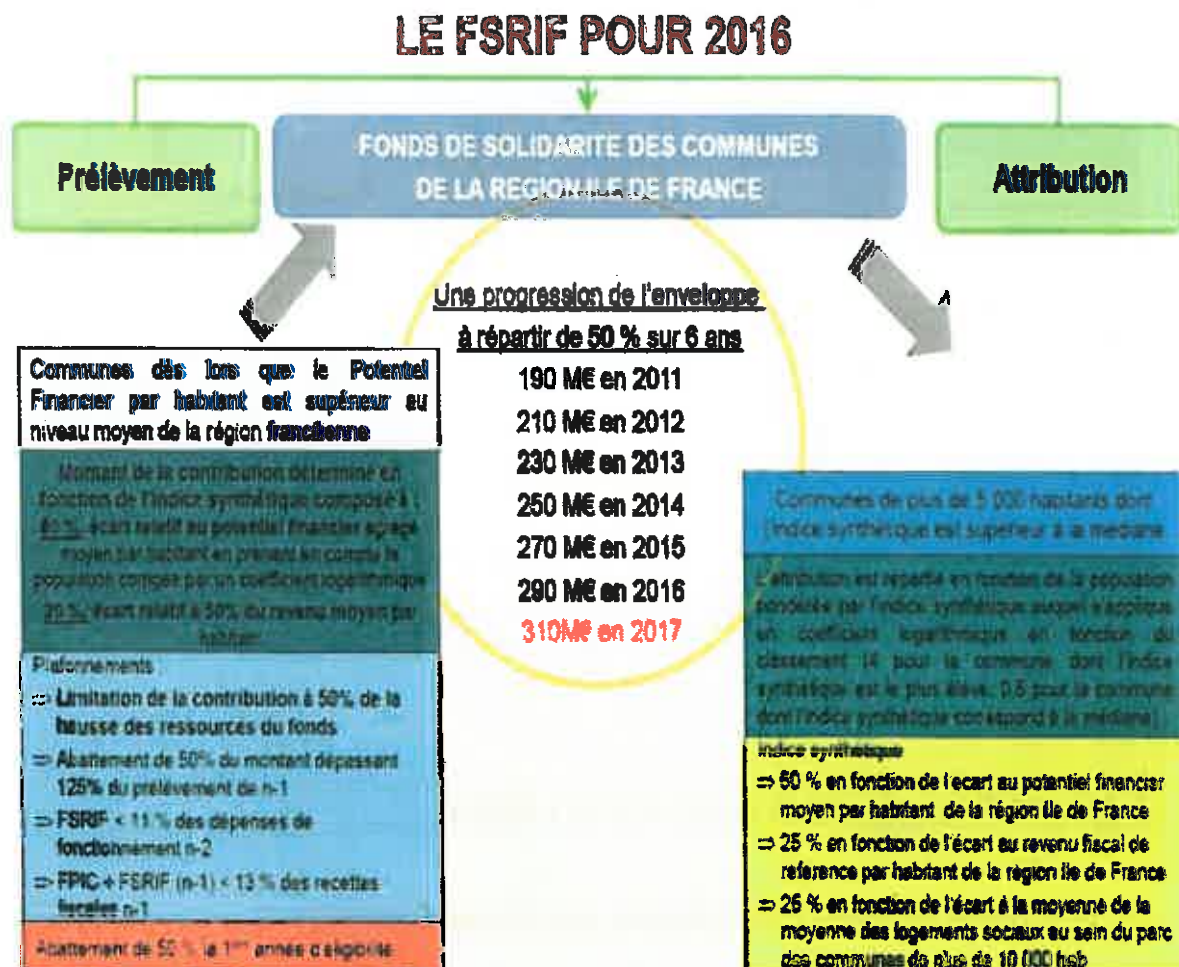 LE FSRIF POUR 2016
Prélèvement
FONDS DE SOLIDARITE DES COMMUNES
DE LA REGION ILE DE FRANCE
Attribution
Une progression de l'enveloppe
à répartir de 50 % sur 6 ans
190 M€ en 2011
210 M€ en 2012
230 M€ en 2013
250 M€ en 2014
270 M€ en 2015
290 M€ en 2016
310M€ en 2017
Communes dès lors que le Potentiel
Financier par habitant est supérieur au
niveau moyen de la région francilienne
Montant de la contribution déterminé en
fonction de l'indice synthétique composé à :
80 % écart relatif au potentiel financier agrégé
moyen par habitant en prenant en compte la
population corrigée par un coefficient logarithmique
20 % écart relatif à 50% du revenu moyen par
habitant
Plafonnements :
⇒ Limitation de la contribution à 50% de la
hausse des ressources du fonds
⇒ Abattement de 50% du montant dépassant
125% du prélèvement de n-1
⇒ FSRIF < 11 % des dépenses de
fonctionnement n-2
⇒ FPIC + FSRIF (n-1) < 13 % des recettes
fiscales n-1
Abattement de 50 % la 1ère année d'éligibilité
Communes de plus de 5 000 habitants dont
l'indice synthétique est supérieur à la médiane
L'attribution est répartie en fonction de la population
pondérée par l'indice synthétique auquel s'applique
un coefficient logarithmique en fonction du
classement (4 pour la commune dont l'indice
synthétique est le plus élevé, 0,5 pour la commune
dont l'indice synthétique correspond à la médiane)
Indice synthétique
⇒ 50 % en fonction de l'ecart au potentiel financier
moyen par habitant de la région Ile de France
⇒ 25 % en fonction de l'écart au revenu fiscal de
reference par habitant de la region Ile de France
⇒ 25 % en fonction de l'écart à la moyenne de la
moyenne des logements sociaux au sein du parc
des communes de plus de 10 000 hab